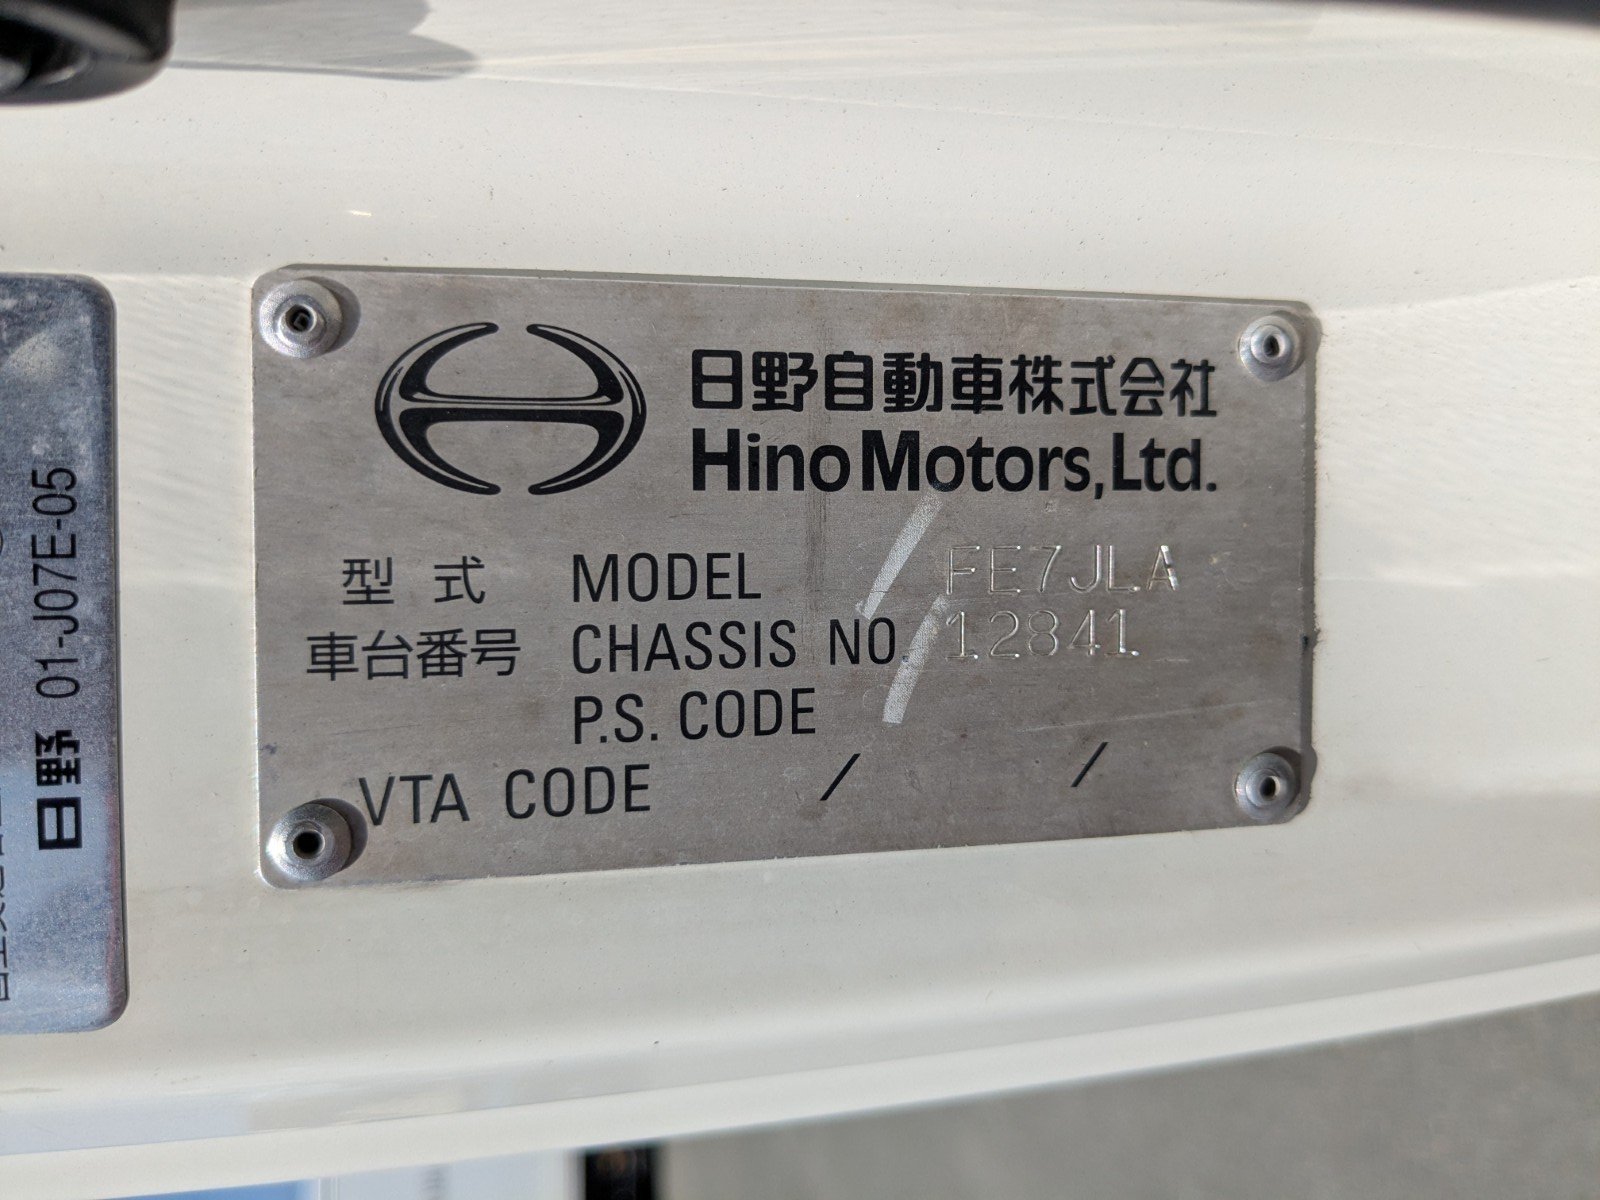 日野自動車株式会社
Hino Motors, Ltd.
型式 MODEL FE7JLA
車台番号 CHASSIS NO. 12841
P.S. CODE
VTA CODE / /
日野 01-J07E-05